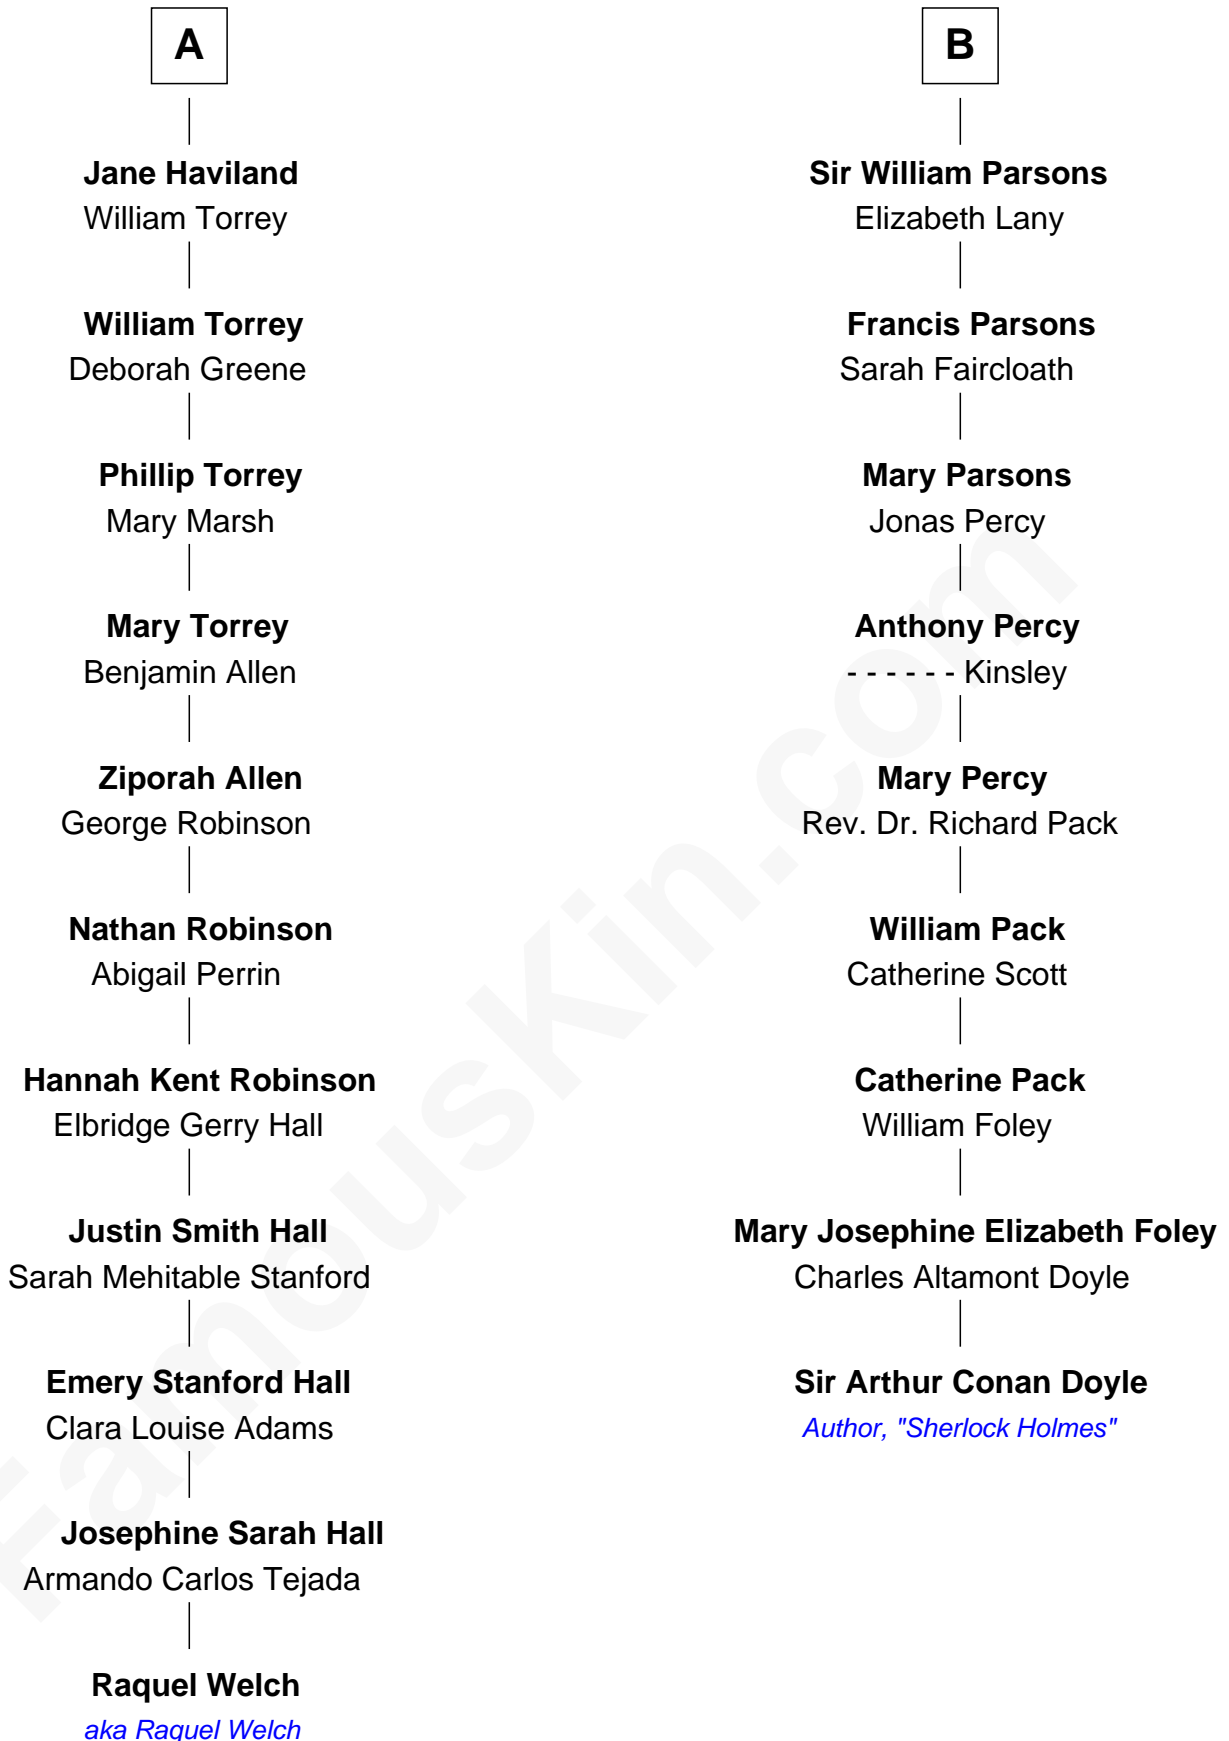 A
Jane Haviland
William Torrey
William Torrey
Deborah Greene
Phillip Torrey
Mary Marsh
Mary Torrey
Benjamin Allen
Ziporah Allen
George Robinson
Nathan Robinson
Abigail Perrin
Hannah Kent Robinson
Elbridge Gerry Hall
Justin Smith Hall
Sarah Mehitable Stanford
Emery Stanford Hall
Clara Louise Adams
Josephine Sarah Hall
Armando Carlos Tejada
Raquel Welch
aka Raquel Welch
B
Sir William Parsons
Elizabeth Lany
Francis Parsons
Sarah Faircloath
Mary Parsons
Jonas Percy
Anthony Percy
- - - - - - Kinsley
Mary Percy
Rev. Dr. Richard Pack
William Pack
Catherine Scott
Catherine Pack
William Foley
Mary Josephine Elizabeth Foley
Charles Altamont Doyle
Sir Arthur Conan Doyle
Author, "Sherlock Holmes"
FamousKin.com